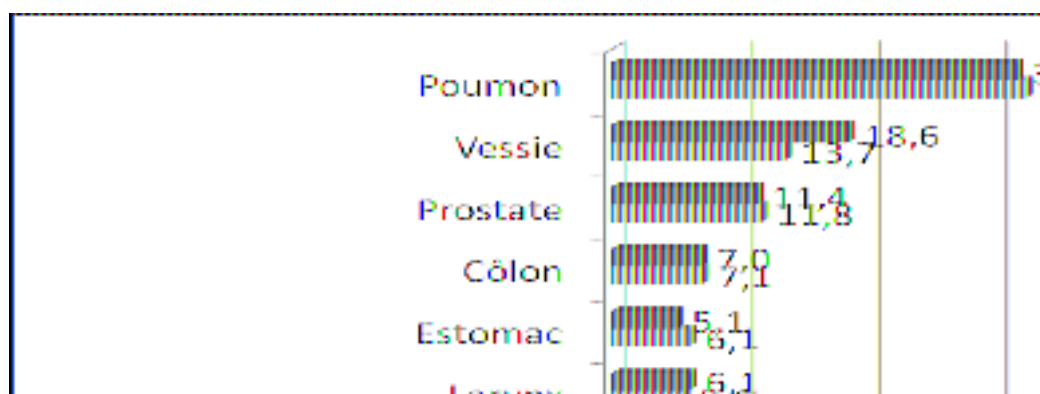 Poumon
Vessie 18,6
13,7
Prostate 11,4
11,8
Côlon 7,0
7,1
Estomac 5,1
6,1
Larynx 6,1